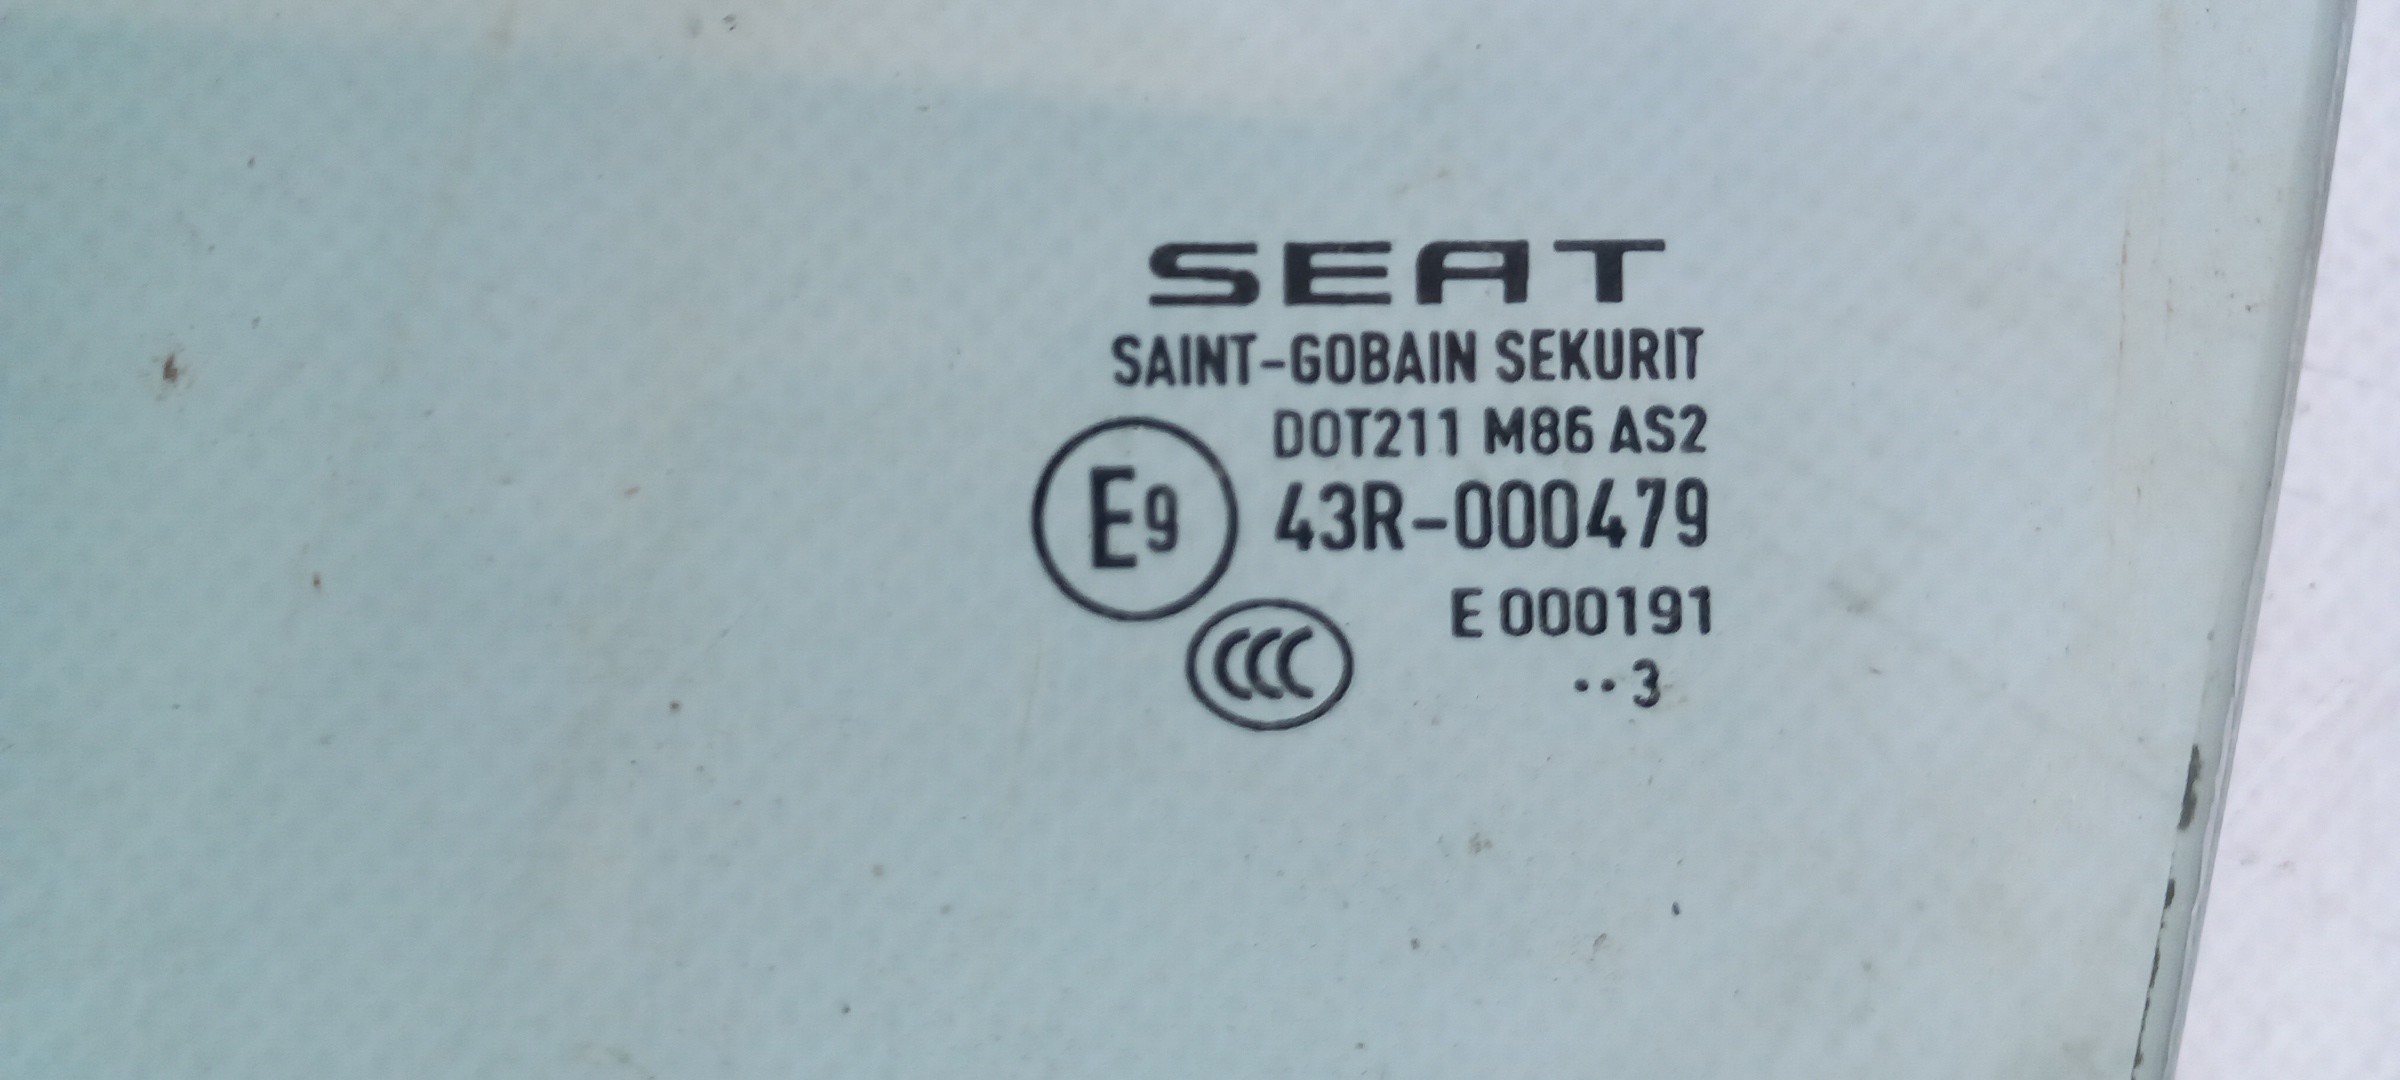 SEAT
SAINT-GOBAIN SEKURIT
DOT211 M86 AS2
E9 43R-000479
CCC E 000191
··3